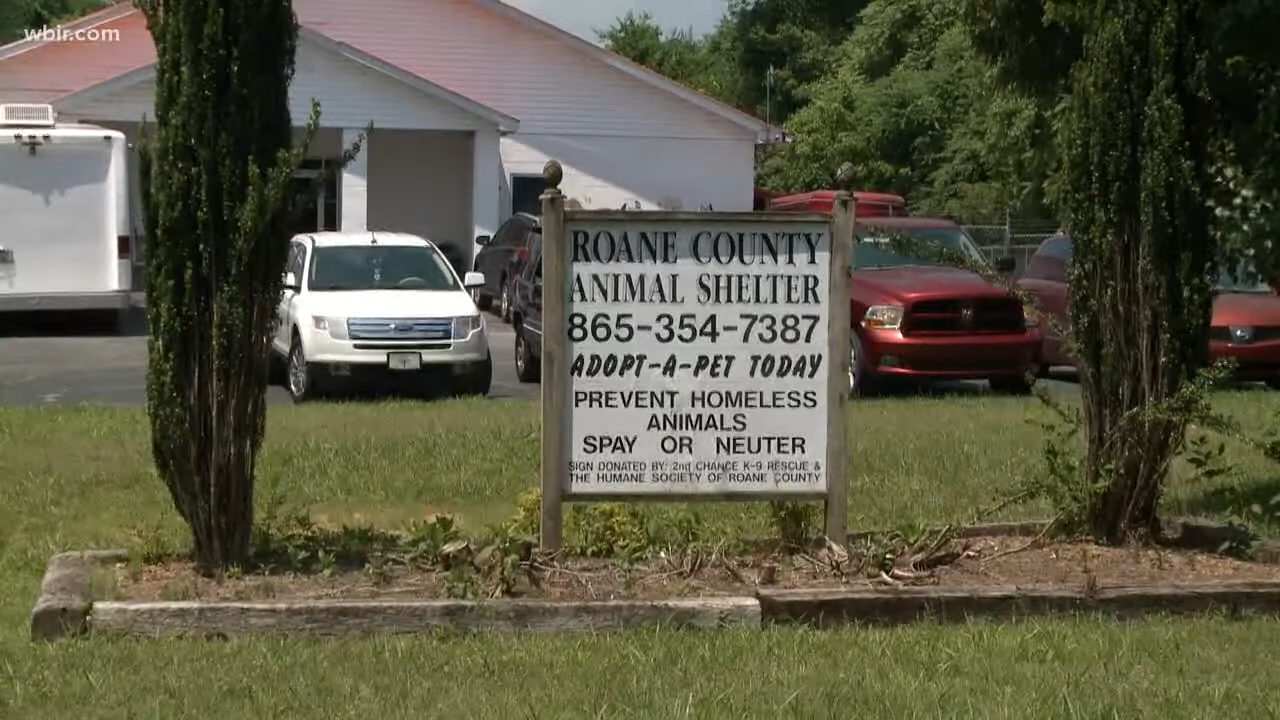 wbir.com
ROANE COUNTY
ANIMAL SHELTER
865-354-7387
ADOPT-A-PET TODAY
PREVENT HOMELESS
ANIMALS
SPAY OR NEUTER
SIGN DONATED BY: 2nd CHANCE K-9 RESCUE &
THE HUMANE SOCIETY OF ROANE COUNTY